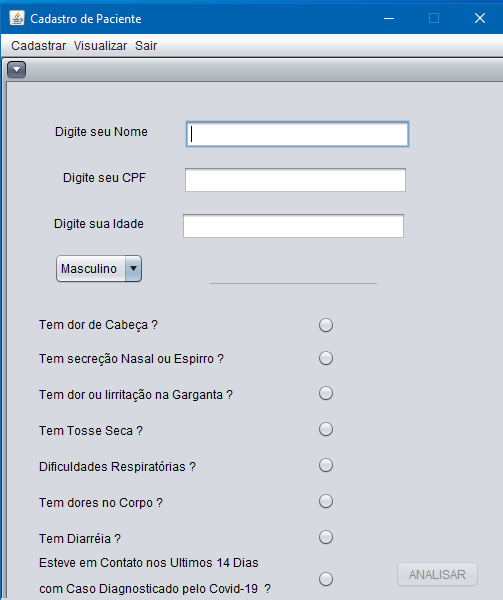 Cadastro de Paciente
Cadastrar Visualizar Sair
Digite seu Nome
Digite seu CPF
Digite sua Idade
Masculino
Tem dor de Cabeça ?
Tem secreção Nasal ou Espirro ?
Tem dor ou Iirritação na Garganta ?
Tem Tosse Seca ?
Dificuldades Respiratórias ?
Tem dores no Corpo ?
Tem Diarréia ?
Esteve em Contato nos Ultimos 14 Dias
com Caso Diagnosticado pelo Covid-19 ?
ANALISAR